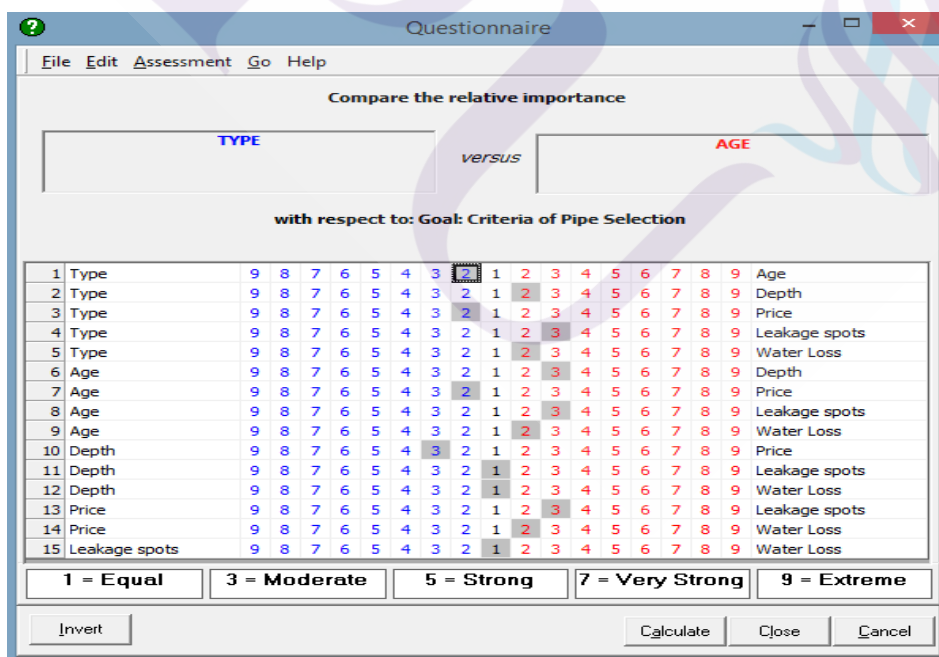 Questionnaire
File Edit Assessment Go Help
Compare the relative importance
TYPE versus AGE
with respect to: Goal: Criteria of Pipe Selection
1 Type 9 8 7 6 5 4 3 2 1 2 3 4 5 6 7 8 9 Age
2 Type 9 8 7 6 5 4 3 2 1 2 3 4 5 6 7 8 9 Depth
3 Type 9 8 7 6 5 4 3 2 1 2 3 4 5 6 7 8 9 Price
4 Type 9 8 7 6 5 4 3 2 1 2 3 4 5 6 7 8 9 Leakage spots
5 Type 9 8 7 6 5 4 3 2 1 2 3 4 5 6 7 8 9 Water Loss
6 Age 9 8 7 6 5 4 3 2 1 2 3 4 5 6 7 8 9 Depth
7 Age 9 8 7 6 5 4 3 2 1 2 3 4 5 6 7 8 9 Price
8 Age 9 8 7 6 5 4 3 2 1 2 3 4 5 6 7 8 9 Leakage spots
9 Age 9 8 7 6 5 4 3 2 1 2 3 4 5 6 7 8 9 Water Loss
10 Depth 9 8 7 6 5 4 3 2 1 2 3 4 5 6 7 8 9 Price
11 Depth 9 8 7 6 5 4 3 2 1 2 3 4 5 6 7 8 9 Leakage spots
12 Depth 9 8 7 6 5 4 3 2 1 2 3 4 5 6 7 8 9 Water Loss
13 Price 9 8 7 6 5 4 3 2 1 2 3 4 5 6 7 8 9 Leakage spots
14 Price 9 8 7 6 5 4 3 2 1 2 3 4 5 6 7 8 9 Water Loss
15 Leakage spots 9 8 7 6 5 4 3 2 1 2 3 4 5 6 7 8 9 Water Loss
1 = Equal 3 = Moderate 5 = Strong 7 = Very Strong 9 = Extreme
Invert Calculate Close Cancel